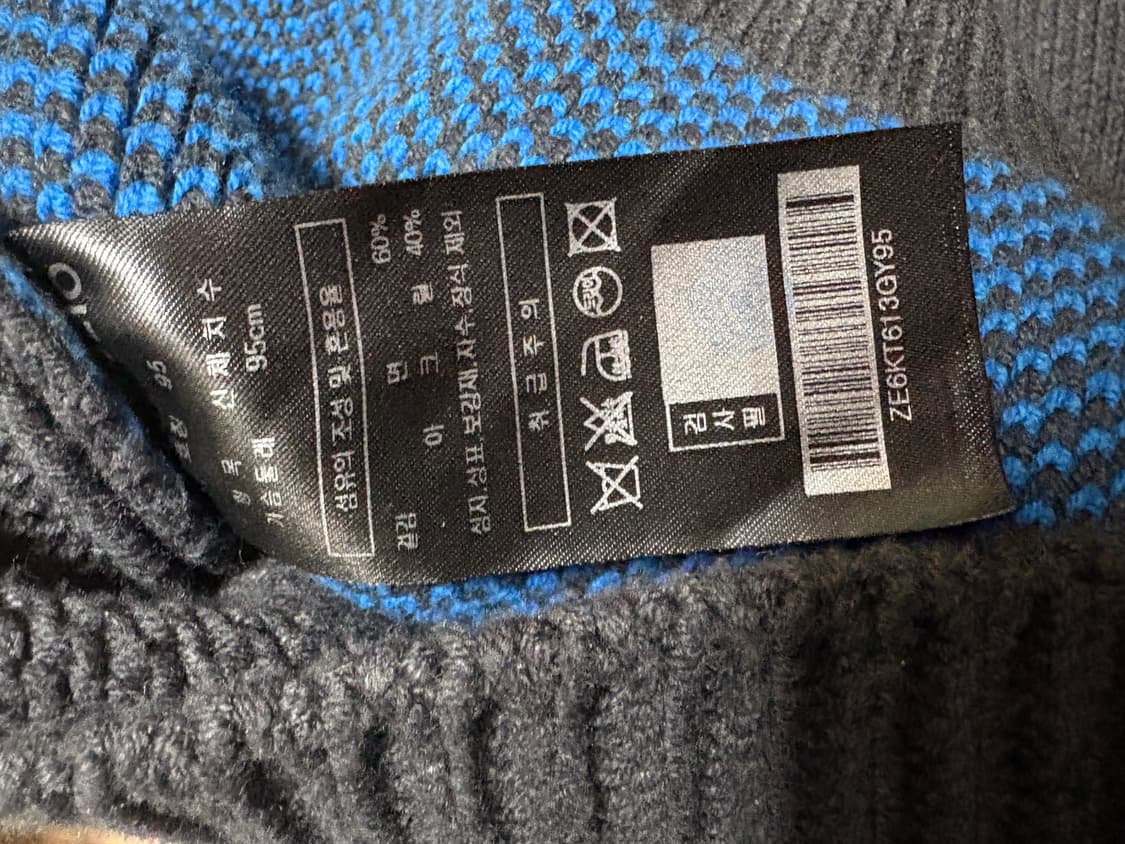 호칭 95
항목 신체치수
가슴둘레 95cm
섬유의 조성 및 혼용율
겉감 면 60%
아크릴 40%
심지.상표.보강재.자수.장식 제외
취급주의
검사필
ZE6KT613GY95